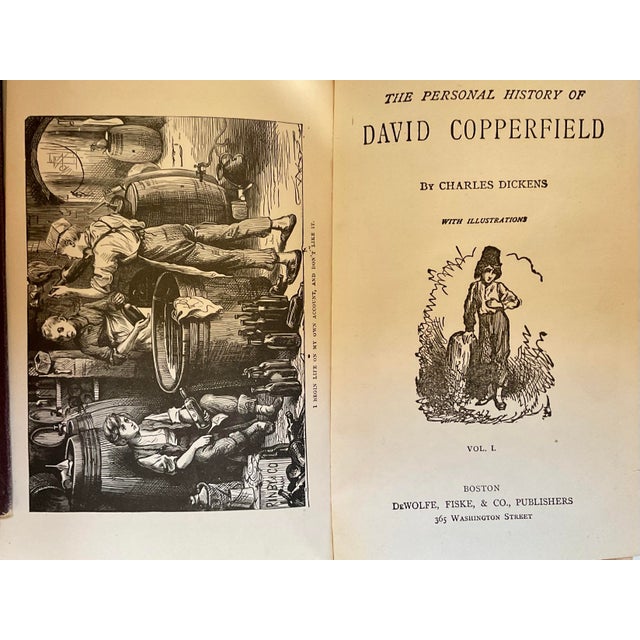 I BEGIN LIFE ON MY OWN ACCOUNT, AND DON'T LIKE IT.
THE PERSONAL HISTORY OF
DAVID COPPERFIELD
BY CHARLES DICKENS
WITH ILLUSTRATIONS
VOL. I.
BOSTON
DEWOLFE, FISKE, & CO., PUBLISHERS
365 WASHINGTON STREET